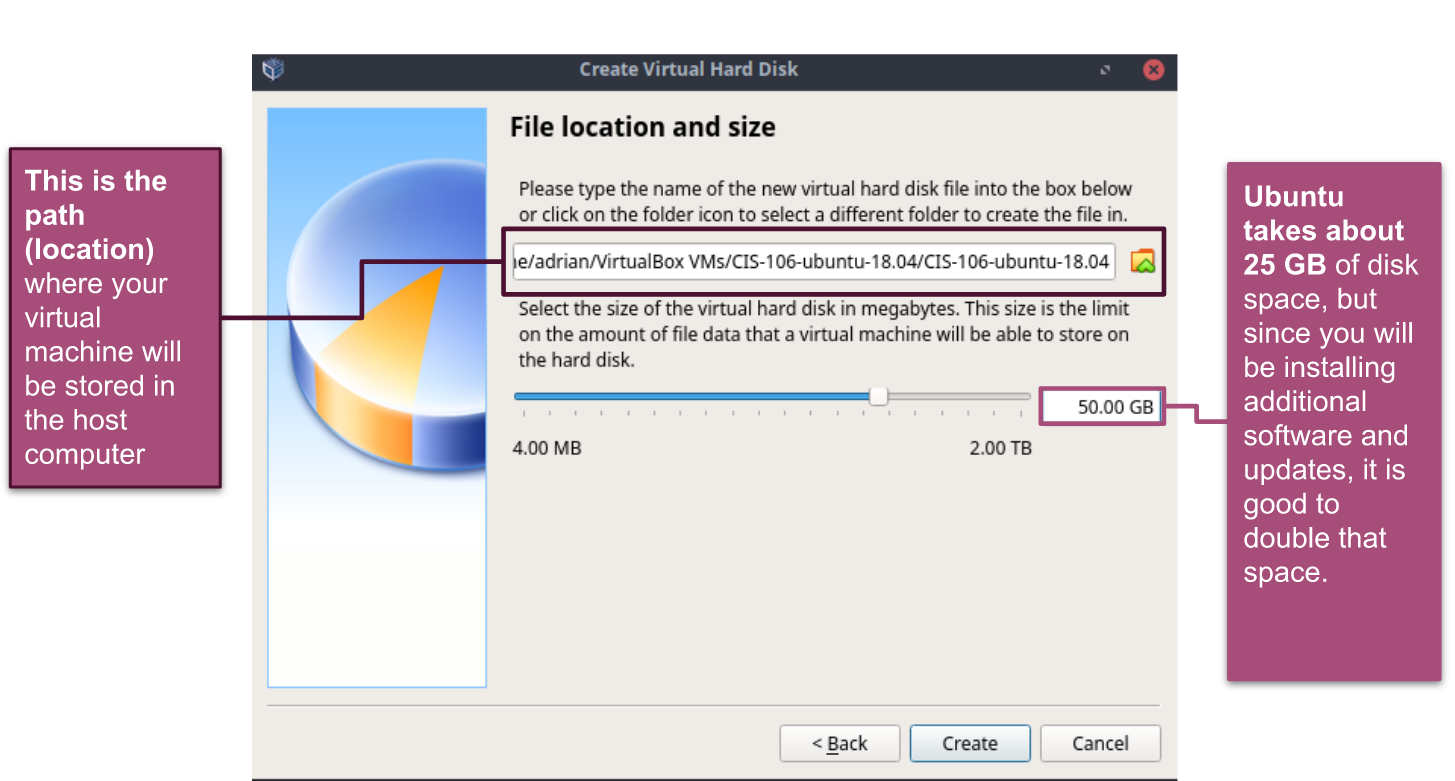 Create Virtual Hard Disk
File location and size
Please type the name of the new virtual hard disk file into the box below
or click on the folder icon to select a different folder to create the file in.
e/adrian/VirtualBox VMs/CIS-106-ubuntu-18.04/CIS-106-ubuntu-18.04
Select the size of the virtual hard disk in megabytes. This size is the limit
on the amount of file data that a virtual machine will be able to store on
the hard disk.
50.00 GB
4.00 MB
2.00 TB
< Back
Create
Cancel
This is the
path
(location)
where your
virtual
machine will
be stored in
the host
computer
Ubuntu
takes about
25 GB of disk
space, but
since you will
be installing
additional
software and
updates, it is
good to
double that
space.